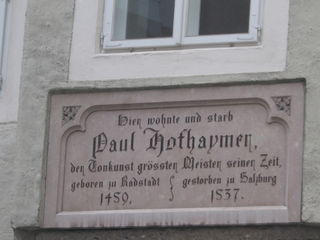 Hier wohnte und starb
Paul Hofhaymer,
der Tonkunst grössten Meister seiner Zeit,
geboren zu Radstadt
1459.
gestorben zu Salzburg
1537.